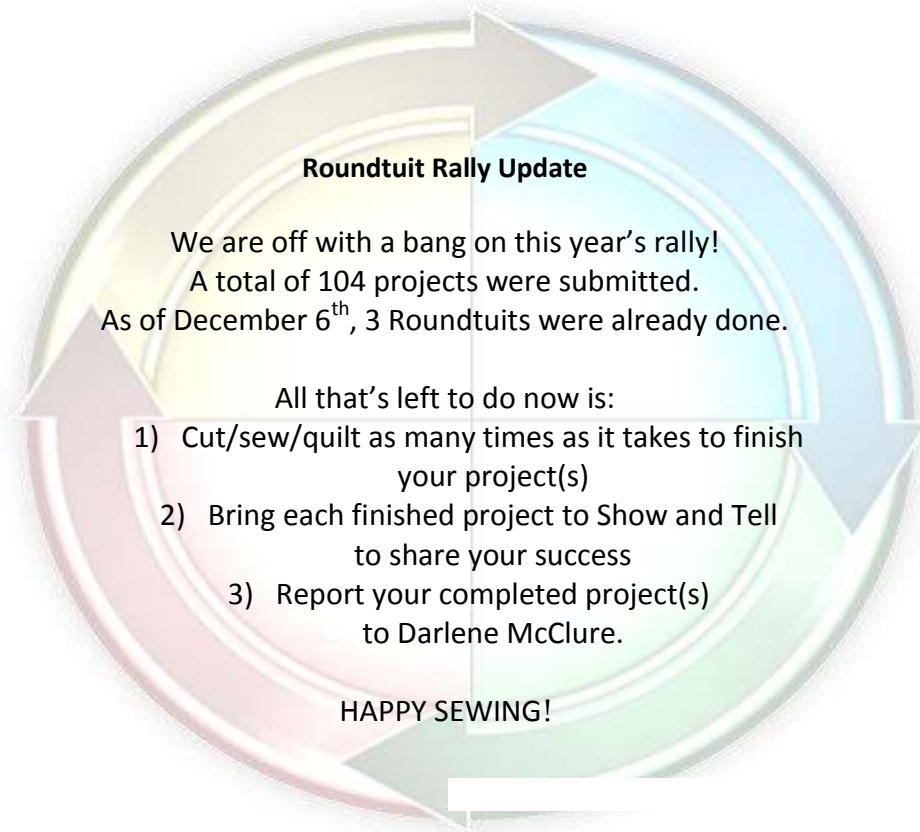 Roundtuit Rally Update
We are off with a bang on this year’s rally!
A total of 104 projects were submitted.
As of December 6th, 3 Roundtuits were already done.
All that’s left to do now is:
1) Cut/sew/quilt as many times as it takes to finish
your project(s)
2) Bring each finished project to Show and Tell
to share your success
3) Report your completed project(s)
to Darlene McClure.
HAPPY SEWING!